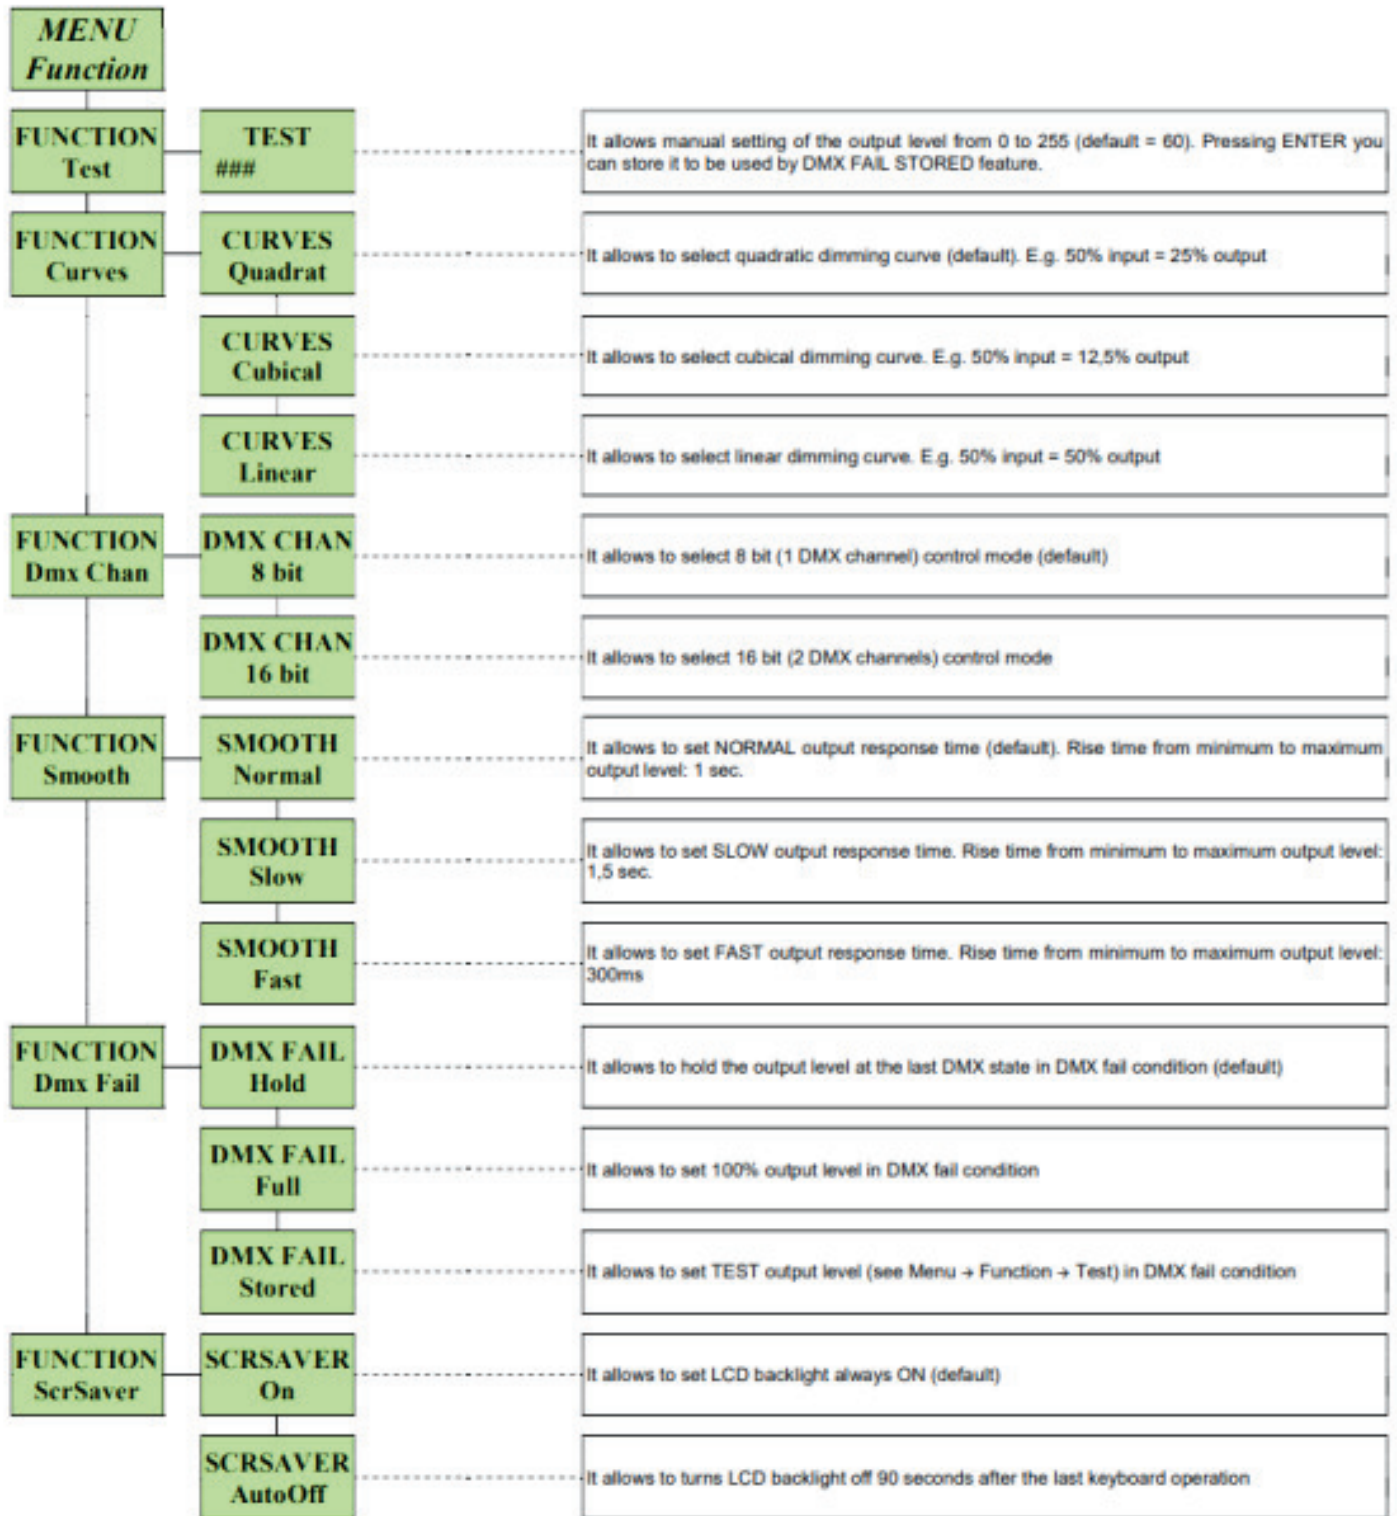 MENU
Function
FUNCTION
Test
TEST
###
It allows manual setting of the output level from 0 to 255 (default = 60). Pressing ENTER you
can store it to be used by DMX FAIL STORED feature.
FUNCTION
Curves
CURVES
Quadrat
It allows to select quadratic dimming curve (default). E.g. 50% input = 25% output
CURVES
Cubical
It allows to select cubical dimming curve. E.g. 50% input = 12,5% output
CURVES
Linear
It allows to select linear dimming curve. E.g. 50% input = 50% output
FUNCTION
Dmx Chan
DMX CHAN
8 bit
It allows to select 8 bit (1 DMX channel) control mode (default)
DMX CHAN
16 bit
It allows to select 16 bit (2 DMX channels) control mode
FUNCTION
Smooth
SMOOTH
Normal
It allows to set NORMAL output response time (default). Rise time from minimum to maximum
output level: 1 sec.
SMOOTH
Slow
It allows to set SLOW output response time. Rise time from minimum to maximum output level:
1,5 sec.
SMOOTH
Fast
It allows to set FAST output response time. Rise time from minimum to maximum output level:
300ms
FUNCTION
Dmx Fail
DMX FAIL
Hold
It allows to hold the output level at the last DMX state in DMX fail condition (default)
DMX FAIL
Full
It allows to set 100% output level in DMX fail condition
DMX FAIL
Stored
It allows to set TEST output level (see Menu → Function → Test) in DMX fail condition
FUNCTION
ScrSaver
SCRSAVER
On
It allows to set LCD backlight always ON (default)
SCRSAVER
AutoOff
It allows to turns LCD backlight off 90 seconds after the last keyboard operation